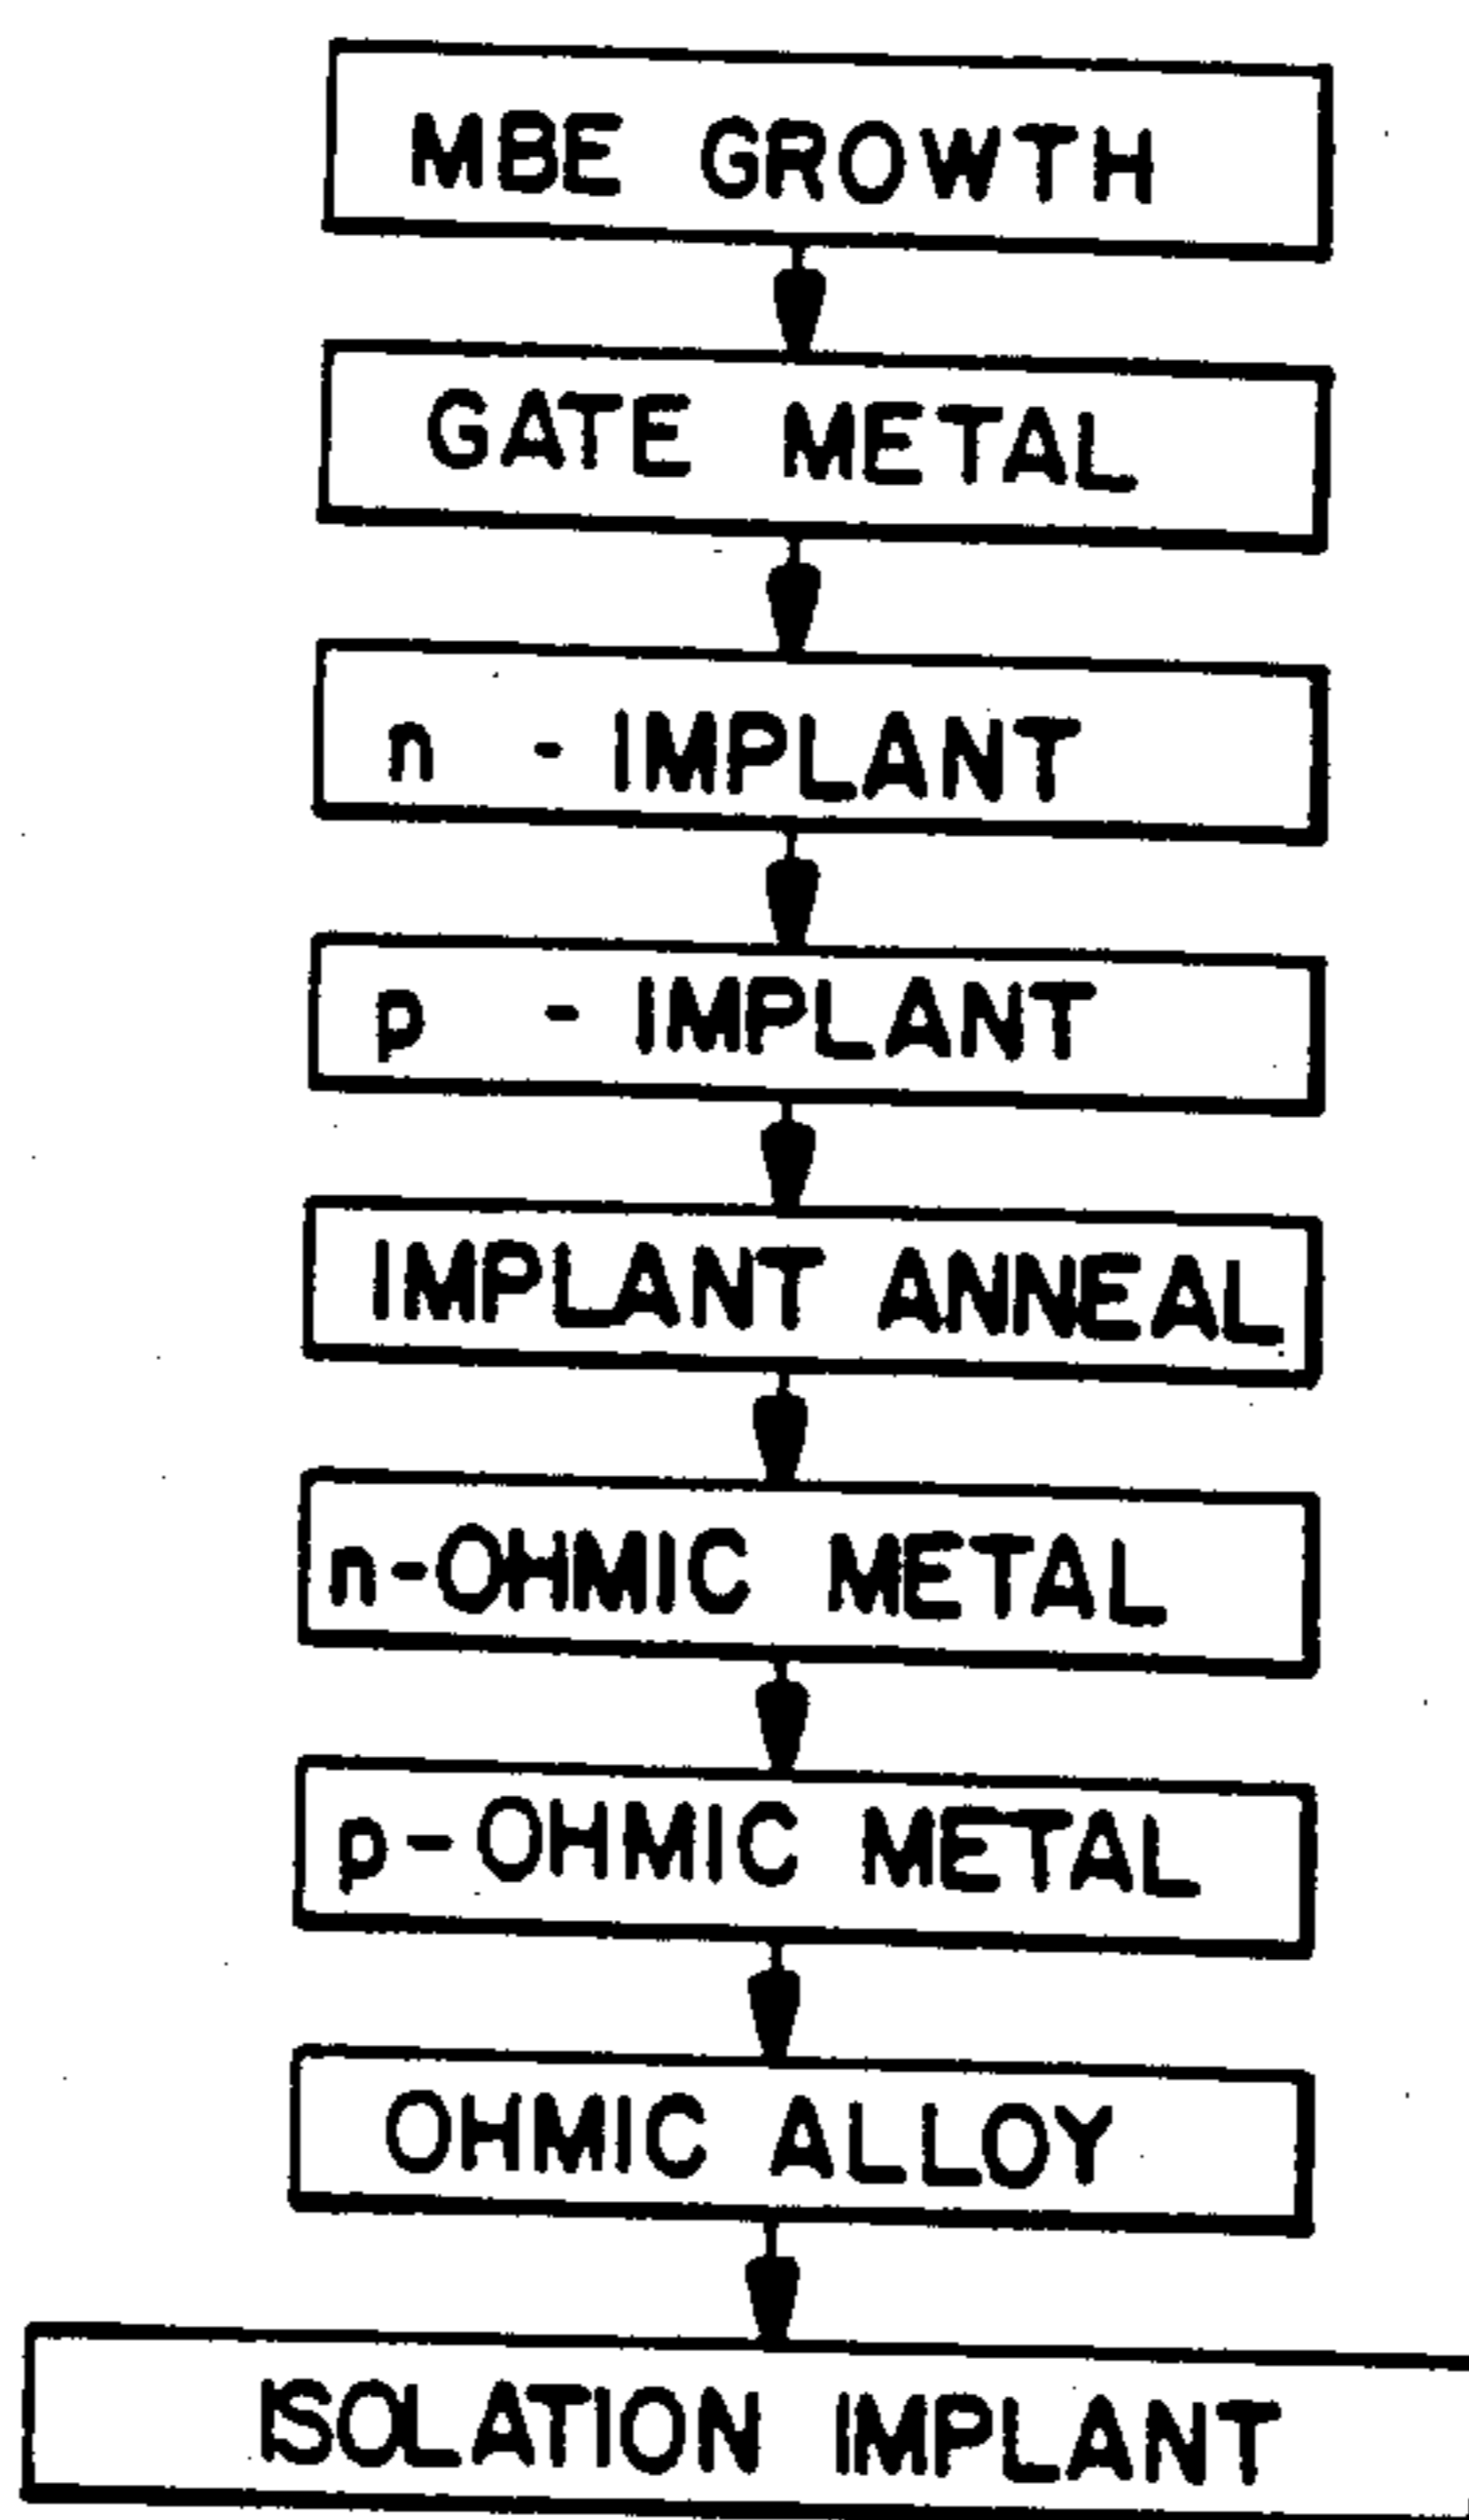 MBE GROWTH
GATE METAL
n - IMPLANT
p - IMPLANT
IMPLANT ANNEAL
n-OHMIC METAL
p-OHMIC METAL
OHMIC ALLOY
ISOLATION IMPLANT